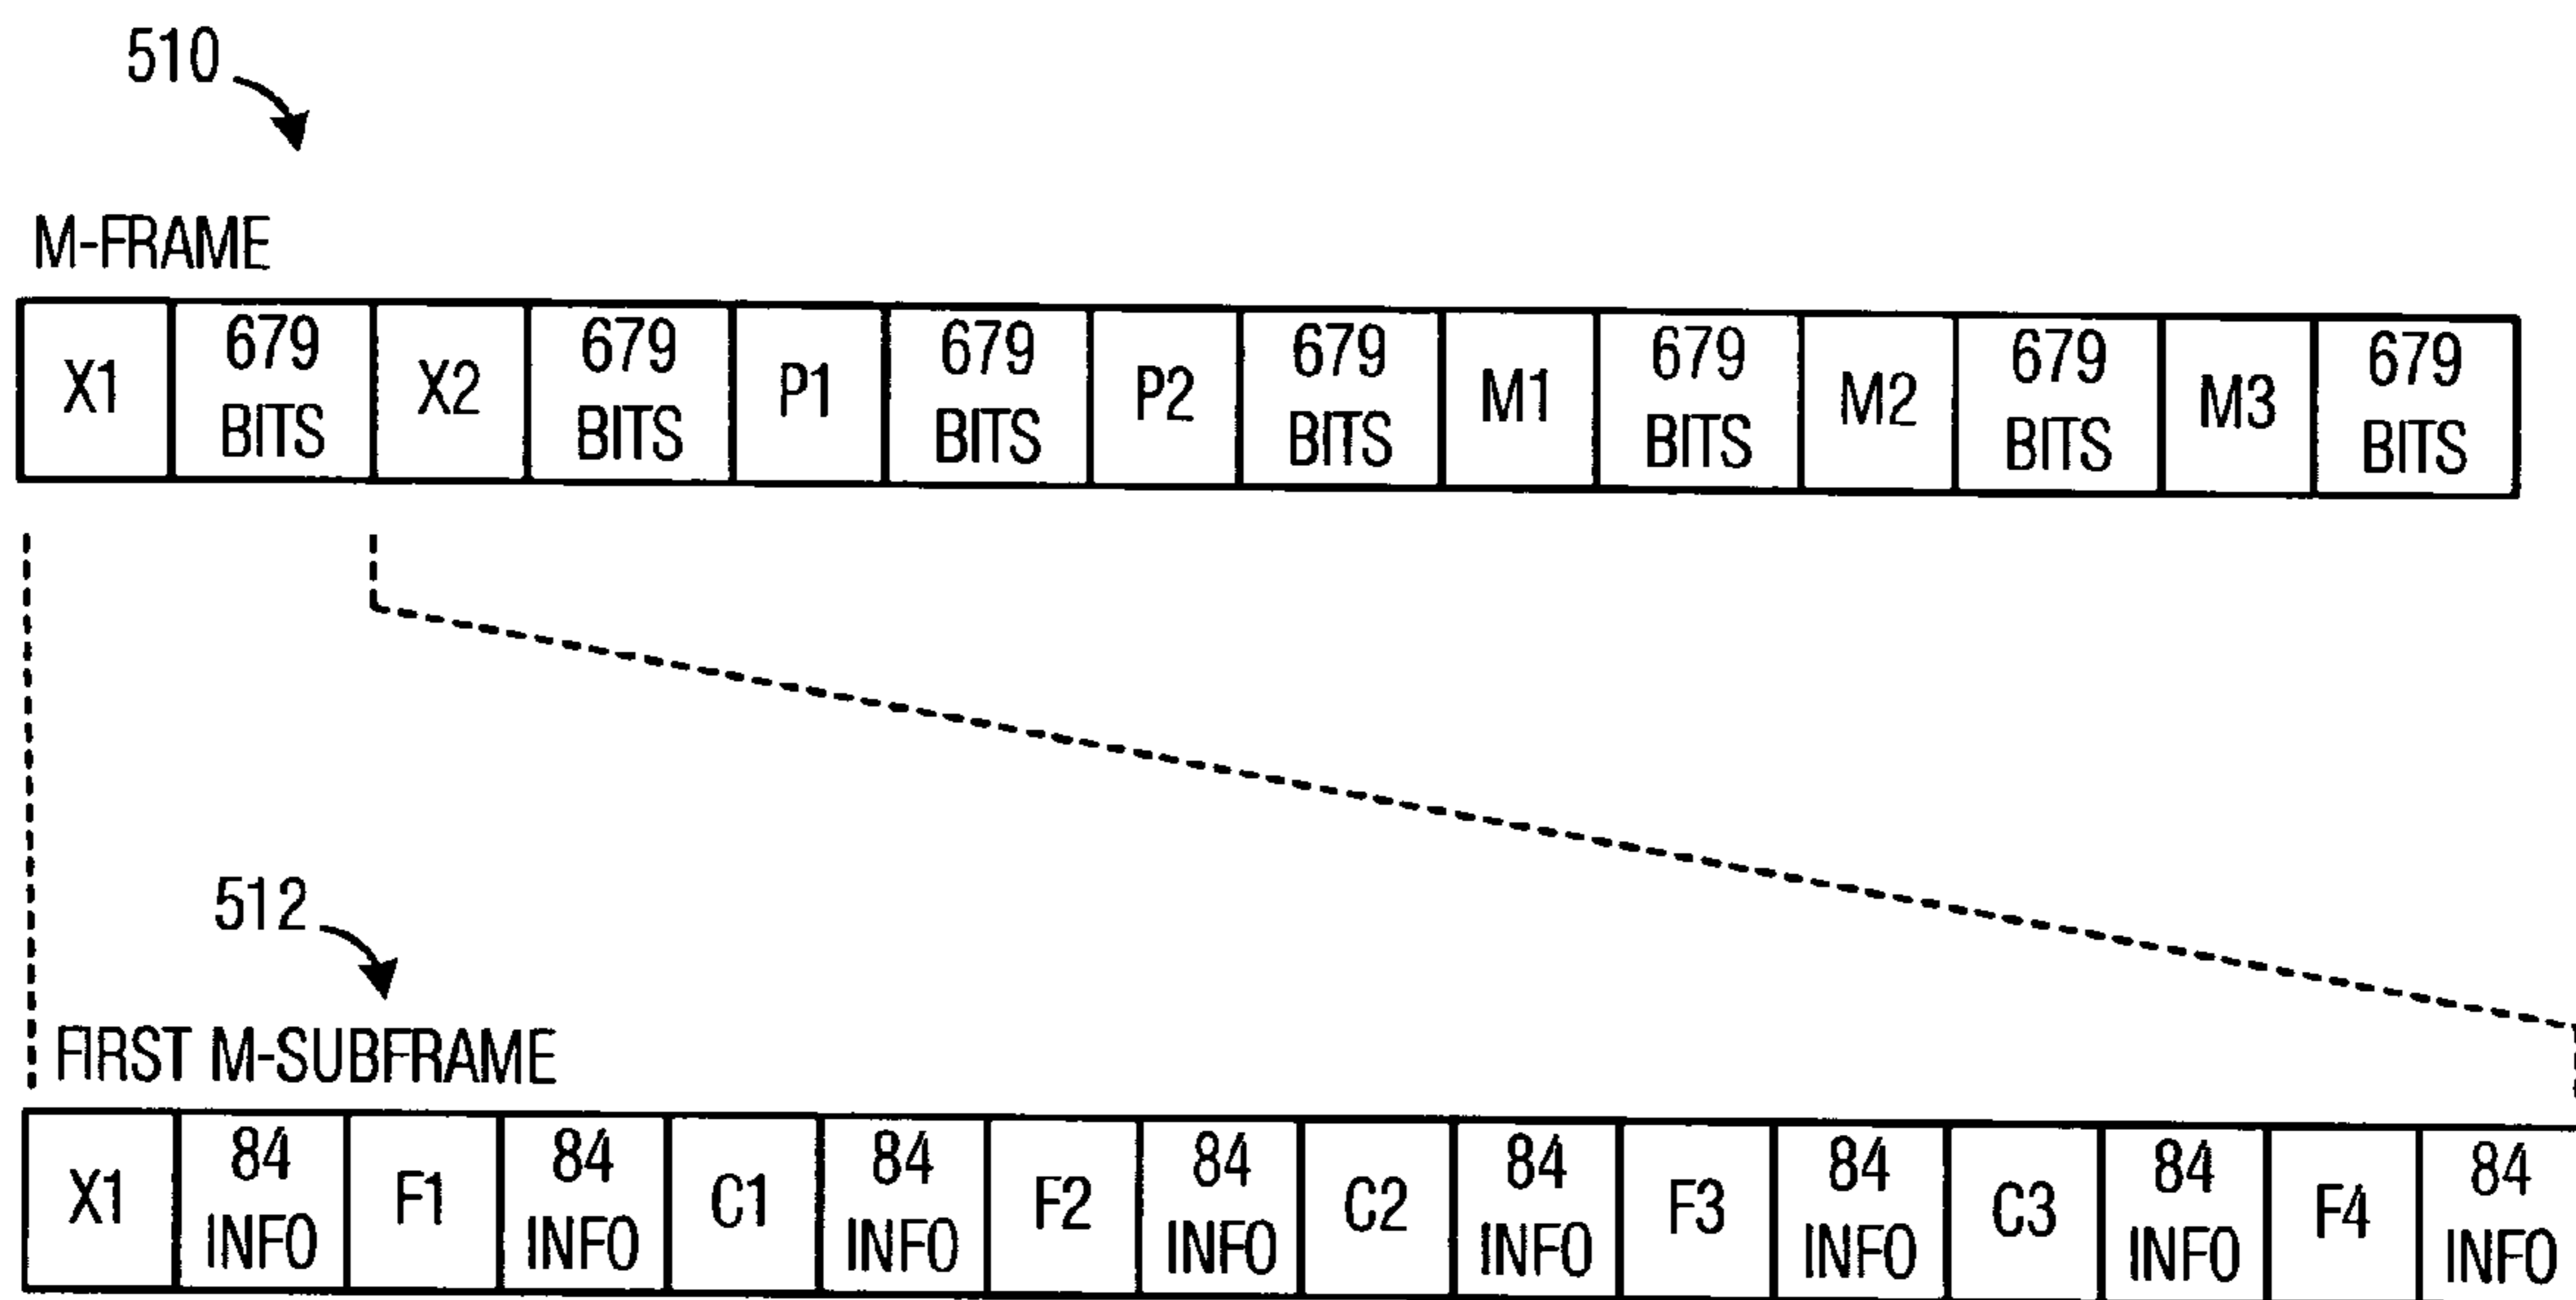 510
M-FRAME
X1 679 BITS X2 679 BITS P1 679 BITS P2 679 BITS M1 679 BITS M2 679 BITS M3 679 BITS
512
FIRST M-SUBFRAME
X1 84 INFO F1 84 INFO C1 84 INFO F2 84 INFO C2 84 INFO F3 84 INFO C3 84 INFO F4 84 INFO